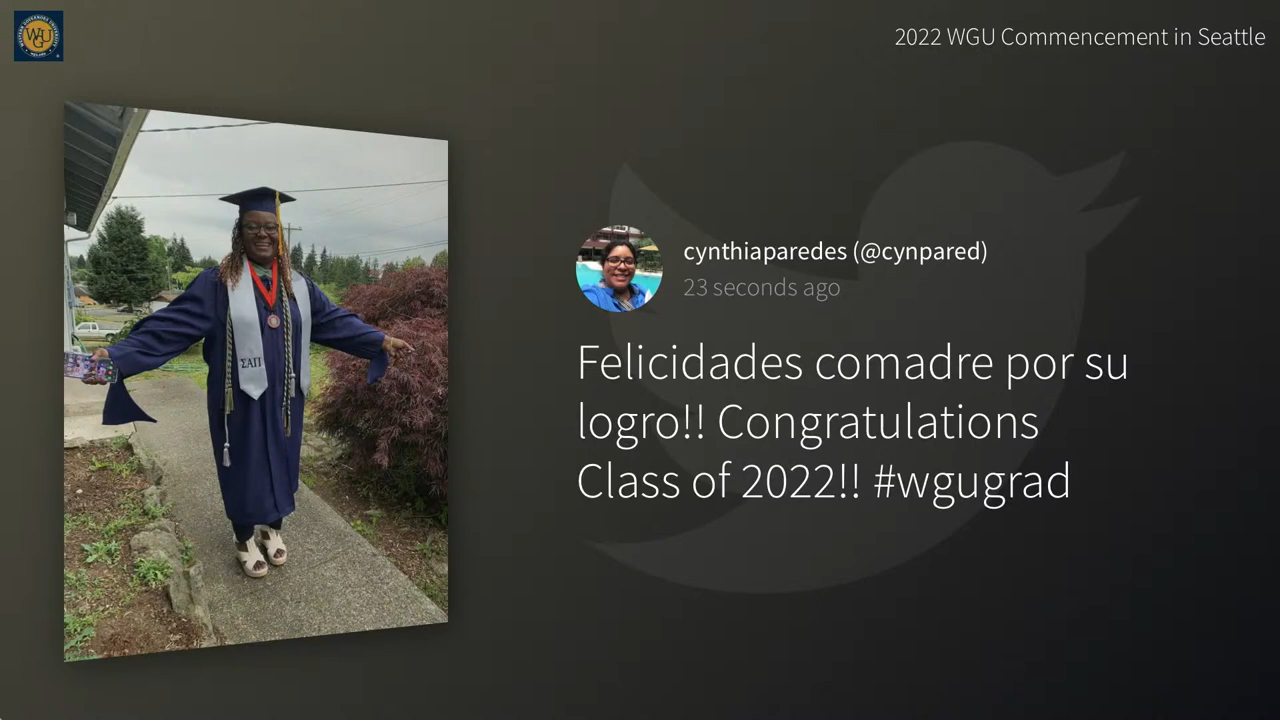 WGU
2022 WGU Commencement in Seattle
ΣΑΠ
cynthiaparedes (@cynpared)
23 seconds ago
Felicidades comadre por su
logro!! Congratulations
Class of 2022!! #wgugrad